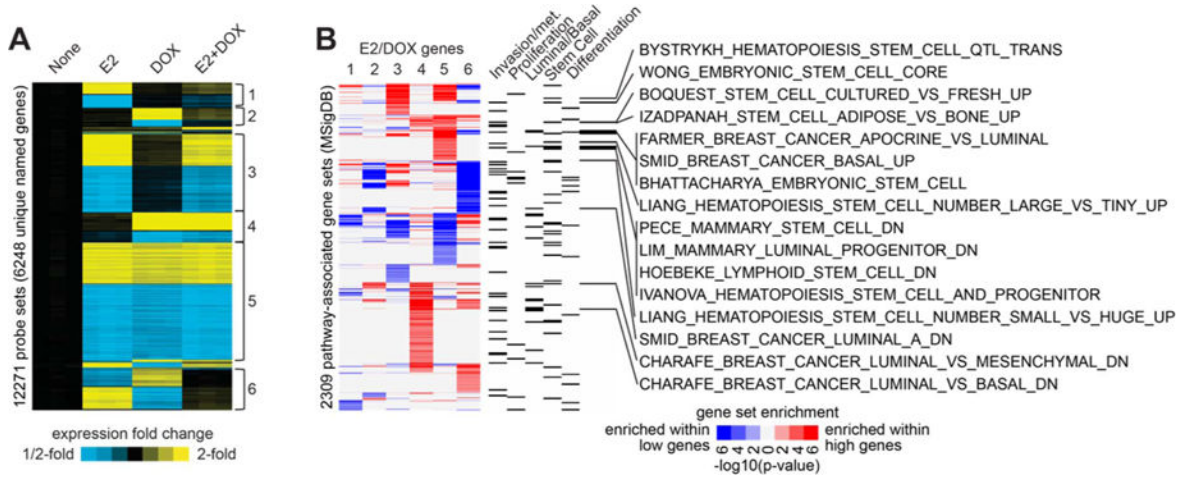 A
None
E2
DOX
E2+DOX
12271 probe sets (6248 unique named genes)
1
2
3
4
5
6
expression fold change
1/2-fold
2-fold
B
E2/DOX genes
1 2 3 4 5 6
Invasion/met.
Proliferation
Luminal/Basal
Stem Cell
Differentiation
2309 pathway-associated gene sets (MSigDB)
BYSTRYKH_HEMATOPOIESIS_STEM_CELL_QTL_TRANS
WONG_EMBRYONIC_STEM_CELL_CORE
BOQUEST_STEM_CELL_CULTURED_VS_FRESH_UP
IZADPANAH_STEM_CELL_ADIPOSE_VS_BONE_UP
FARMER_BREAST_CANCER_APOCRINE_VS_LUMINAL
SMID_BREAST_CANCER_BASAL_UP
BHATTACHARYA_EMBRYONIC_STEM_CELL
LIANG_HEMATOPOIESIS_STEM_CELL_NUMBER_LARGE_VS_TINY_UP
PECE_MAMMARY_STEM_CELL_DN
LIM_MAMMARY_LUMINAL_PROGENITOR_DN
HOEBEKE_LYMPHOID_STEM_CELL_DN
IVANOVA_HEMATOPOIESIS_STEM_CELL_AND_PROGENITOR
LIANG_HEMATOPOIESIS_STEM_CELL_NUMBER_SMALL_VS_HUGE_UP
SMID_BREAST_CANCER_LUMINAL_A_DN
CHARAFE_BREAST_CANCER_LUMINAL_VS_MESENCHYMAL_DN
CHARAFE_BREAST_CANCER_LUMINAL_VS_BASAL_DN
gene set enrichment
enriched within
low genes
enriched within
high genes
6 4 2 0 2 4 6
-log10(p-value)